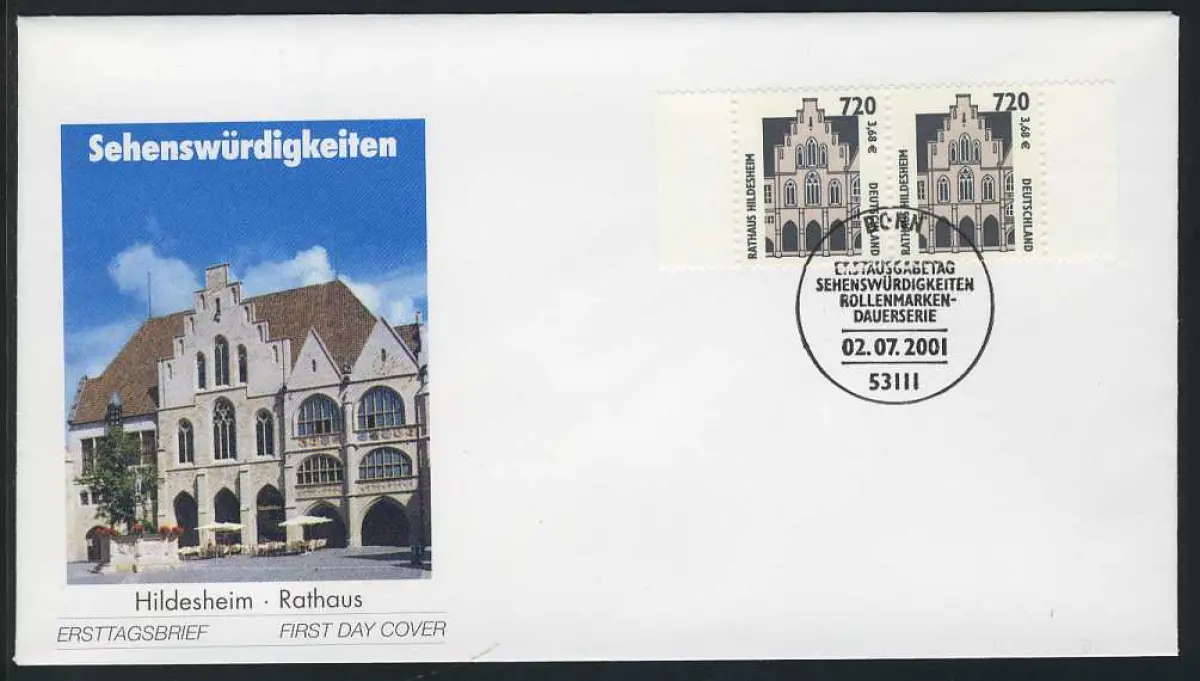 Sehenswürdigkeiten
Hildesheim · Rathaus
ERSTTAGSBRIEF FIRST DAY COVER
720
3,68 €
RATHAUS HILDESHEIM
DEUTSCHLAND
720
3,68 €
RATHAUS HILDESHEIM
DEUTSCHLAND
BONN
ERSTAUSGABETAG
SEHENSWÜRDIGKEITEN
ROLLENMARKEN-
DAUERSERIE
02.07.2001
53111